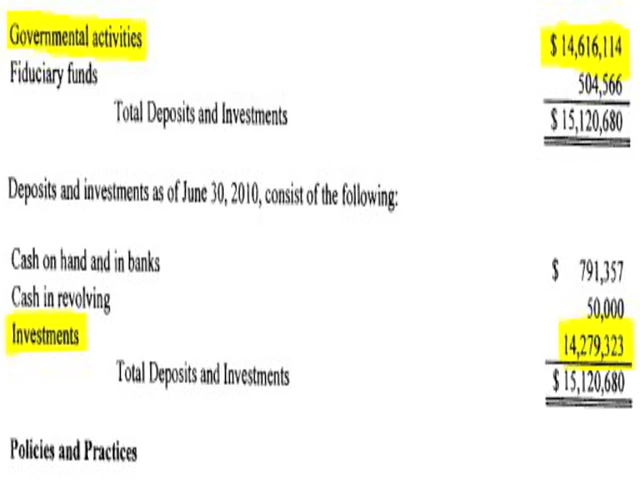 Governmental activities $ 14,616,114
Fiduciary funds 504,566
Total Deposits and Investments $ 15,120,680
Deposits and investments as of June 30, 2010, consist of the following:
Cash on hand and in banks $ 791,357
Cash in revolving 50,000
Investments 14,279,323
Total Deposits and Investments $ 15,120,680
Policies and Practices